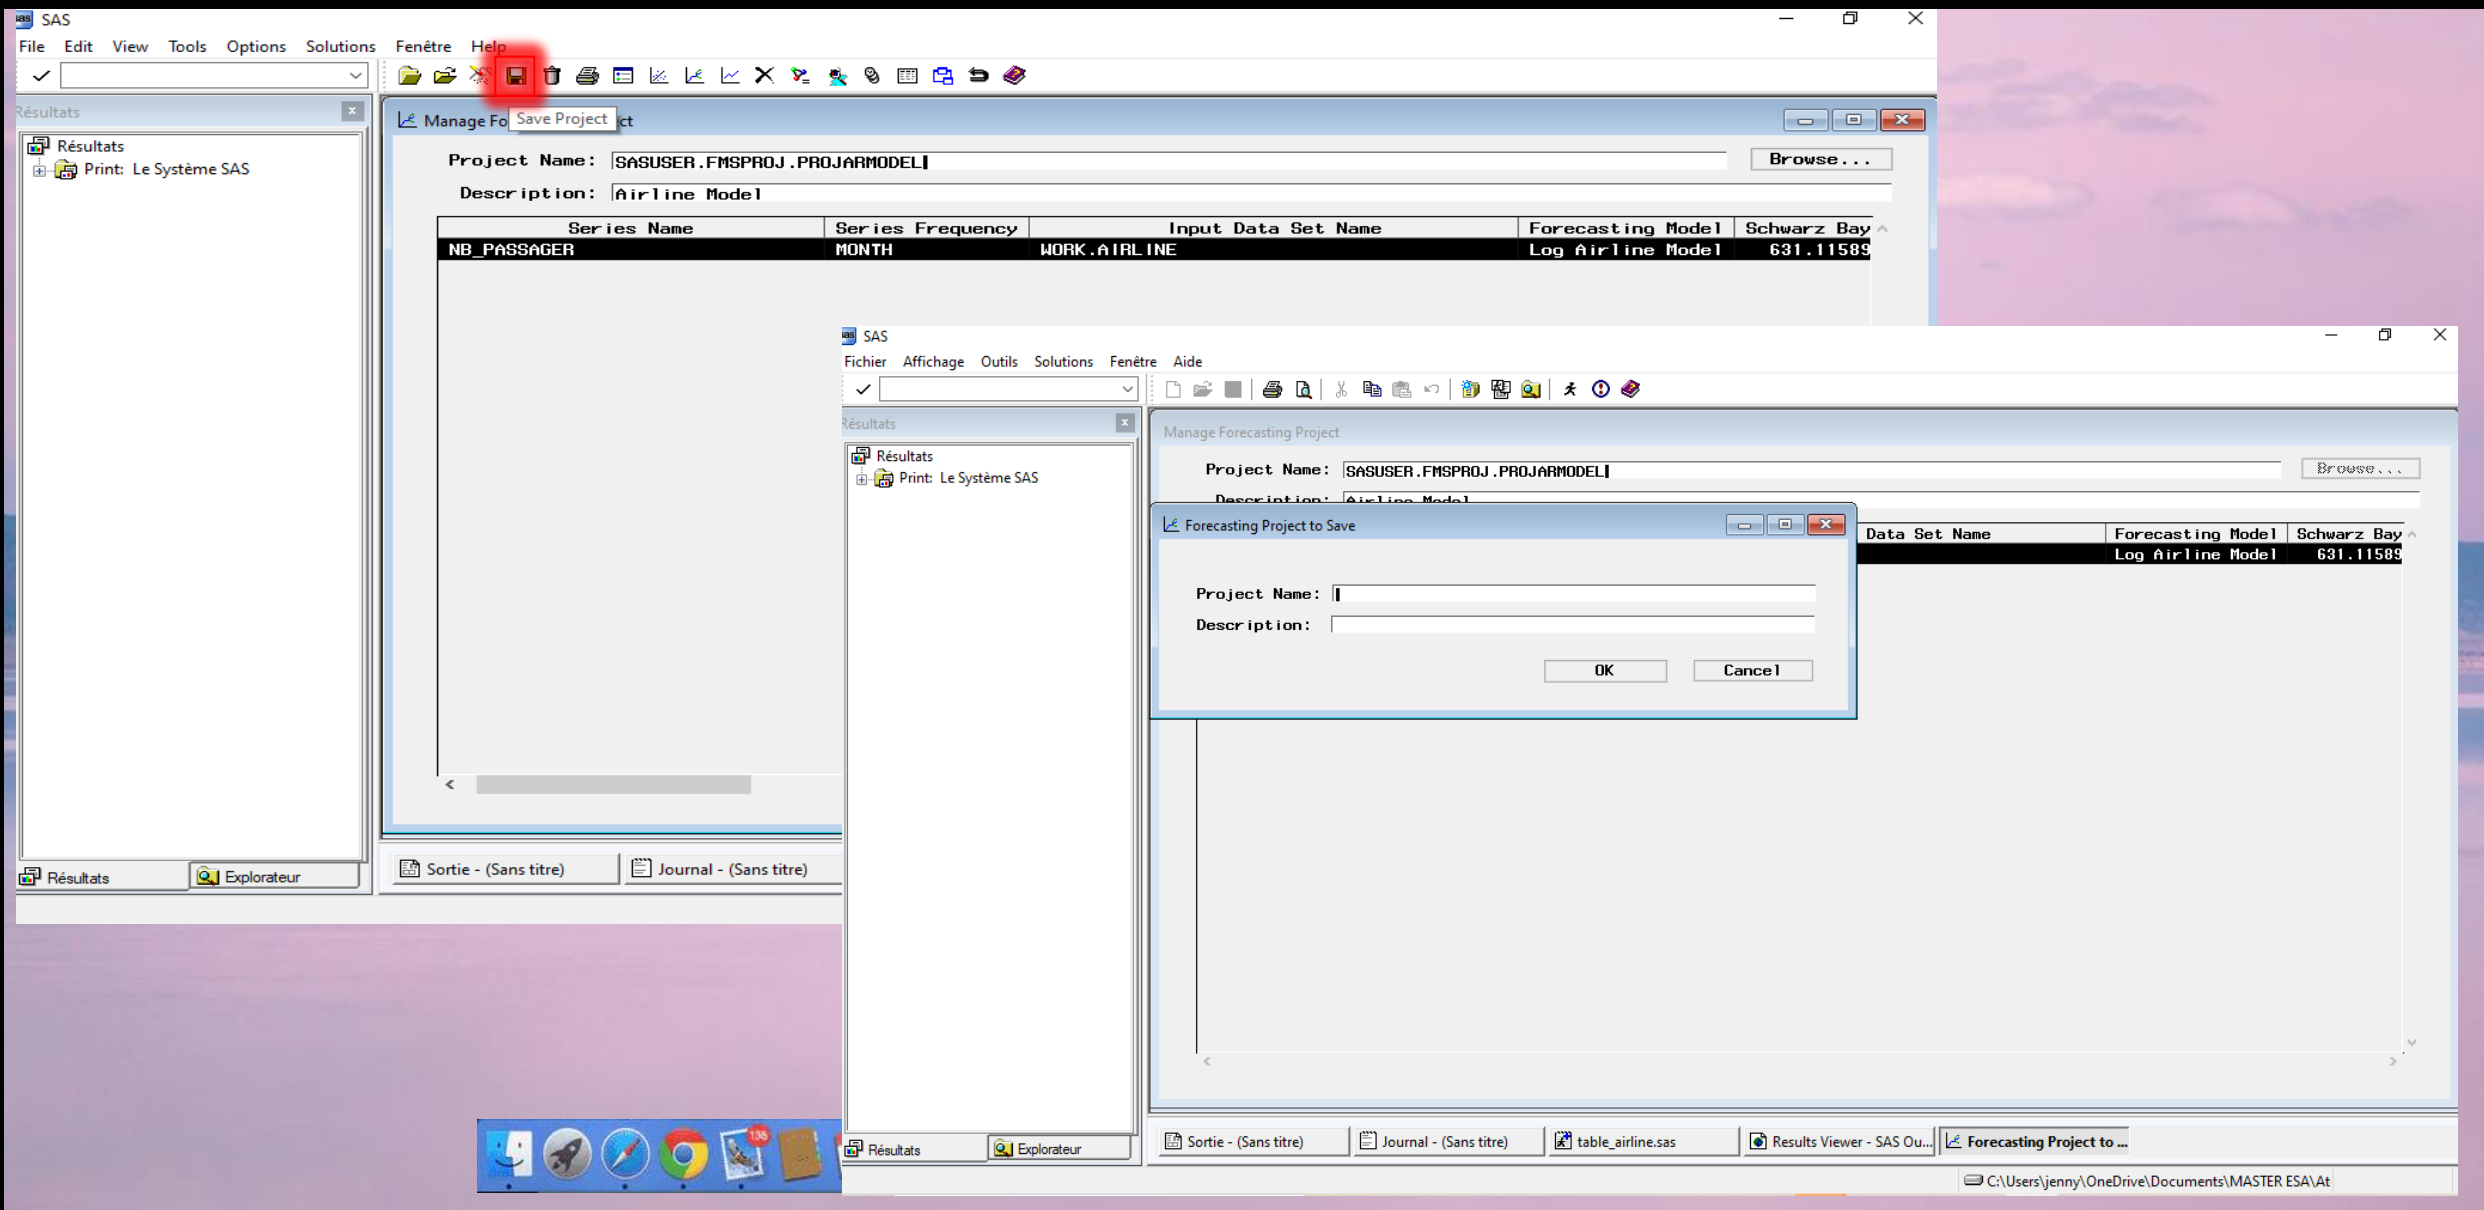 SAS
File Edit View Tools Options Solutions Fenêtre Help
Résultats
Manage Fo
Save Project
ct
Résultats
Print: Le Système SAS
Project Name: SASUSER.FMSPROJ.PROJARMODEL
Browse...
Description: Airline Model
Series Name Series Frequency Input Data Set Name Forecasting Model Schwarz Bay
NB_PASSAGER MONTH WORK.AIRLINE Log Airline Model 631.11589
Résultats Explorateur
Sortie - (Sans titre) Journal - (Sans titre)
SAS
Fichier Affichage Outils Solutions Fenêtre Aide
Résultats
Manage Forecasting Project
Résultats
Print: Le Système SAS
Project Name: SASUSER.FMSPROJ.PROJARMODEL
Browse...
Description: Airline Model
Forecasting Project to Save
Data Set Name Forecasting Model Schwarz Bay
Log Airline Model 631.11589
Project Name:
Description:
OK Cancel
135
Résultats Explorateur
Sortie - (Sans titre) Journal - (Sans titre) table_airline.sas Results Viewer - SAS Ou... Forecasting Project to ...
C:\Users\jenny\OneDrive\Documents\MASTER ESA\At